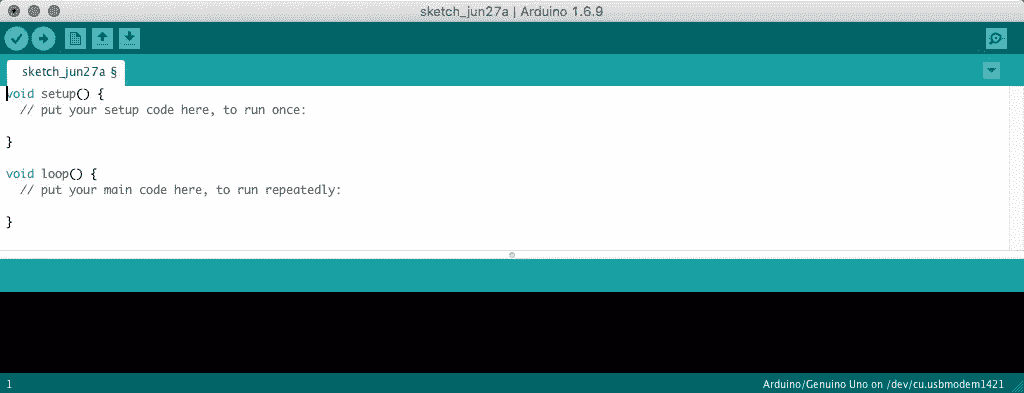 sketch_jun27a | Arduino 1.6.9
sketch_jun27a §
void setup() {
  // put your setup code here, to run once:
}
void loop() {
  // put your main code here, to run repeatedly:
}
1
Arduino/Genuino Uno on /dev/cu.usbmodem1421